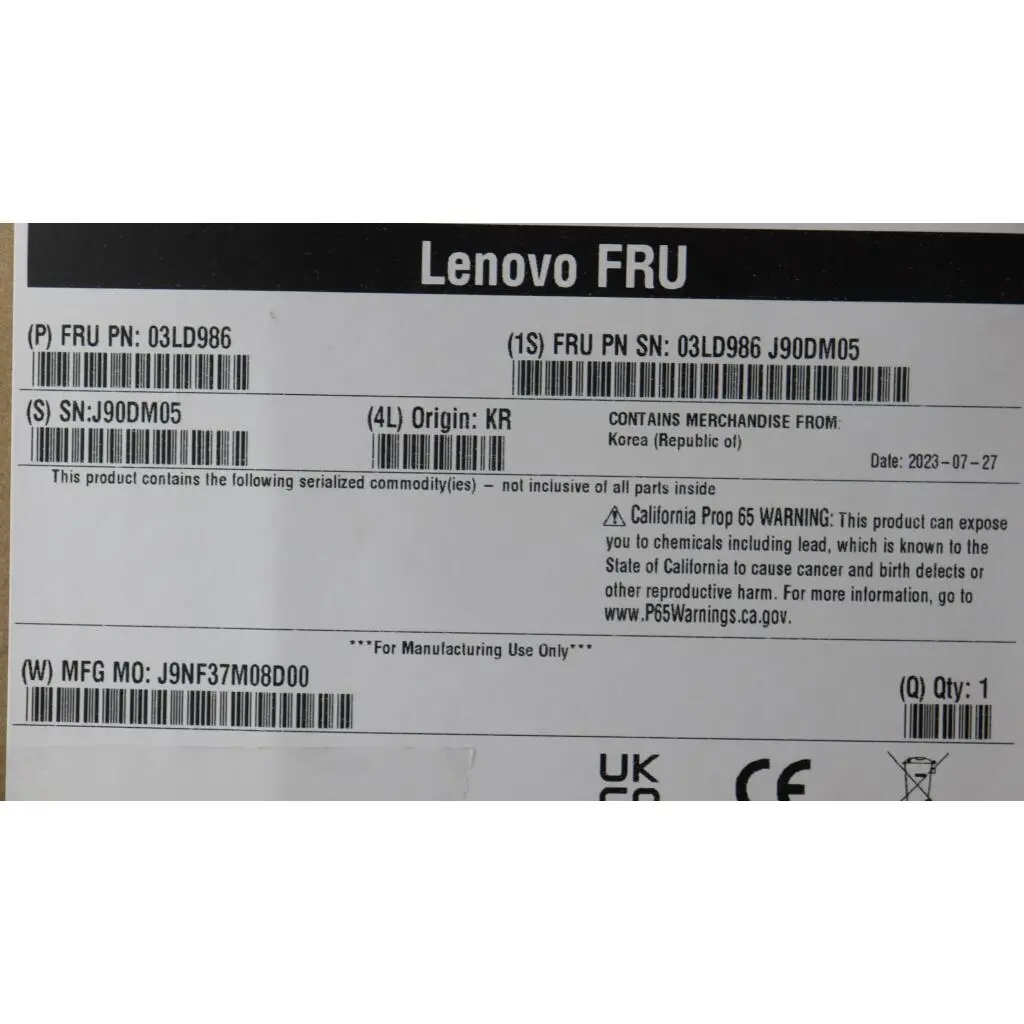 Lenovo FRU
(P) FRU PN: 03LD986
(1S) FRU PN SN: 03LD986 J90DM05
(S) SN:J90DM05
(4L) Origin: KR
CONTAINS MERCHANDISE FROM:
Korea (Republic of)
Date: 2023-07-27
This product contains the following serialized commodity(ies) - not inclusive of all parts inside
⚠ California Prop 65 WARNING: This product can expose
you to chemicals including lead, which is known to the
State of California to cause cancer and birth defects or
other reproductive harm. For more information, go to
www.P65Warnings.ca.gov.
***For Manufacturing Use Only***
(W) MFG MO: J9NF37M08D00
(Q) Qty: 1
UK
CE